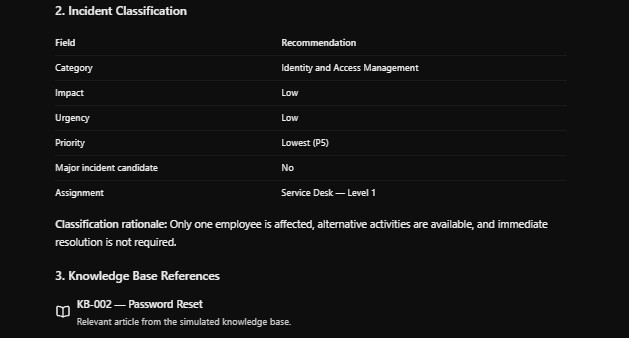 2. Incident Classification
Field Recommendation
Category Identity and Access Management
Impact Low
Urgency Low
Priority Lowest (P5)
Major incident candidate No
Assignment Service Desk — Level 1
Classification rationale: Only one employee is affected, alternative activities are available, and immediate
resolution is not required.
3. Knowledge Base References
KB-002 — Password Reset
Relevant article from the simulated knowledge base.